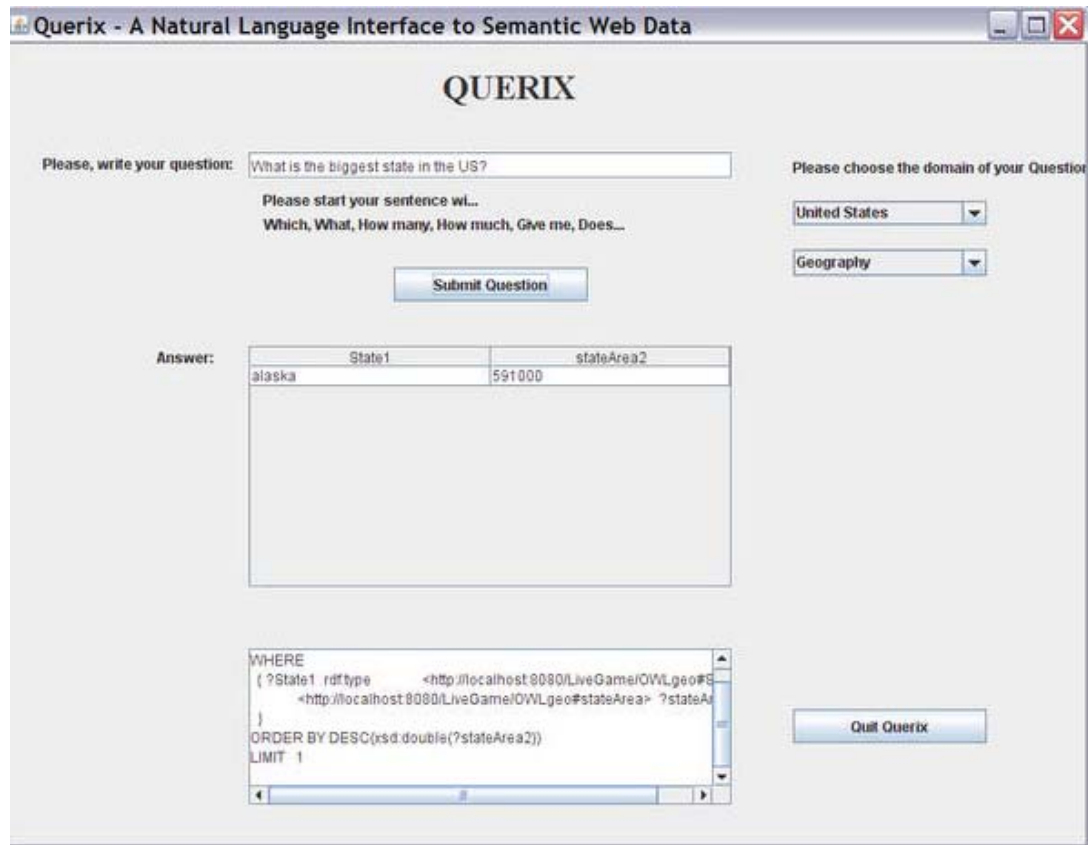 Querix - A Natural Language Interface to Semantic Web Data
QUERIX
Please, write your question:
What is the biggest state in the US?
Please start your sentence wi...
Which, What, How many, How much, Give me, Does...
Please choose the domain of your Question
United States
Geography
Submit Question
Answer:
State1 stateArea2
alaska 591000
WHERE
( ?State1 rdf:type <http://localhost:8080/LiveGame/OWLgeo#S
<http://localhost:8080/LiveGame/OWLgeo#stateArea> ?stateAr
)
ORDER BY DESC(xsd:double(?stateArea2))
LIMIT 1
Quit Querix